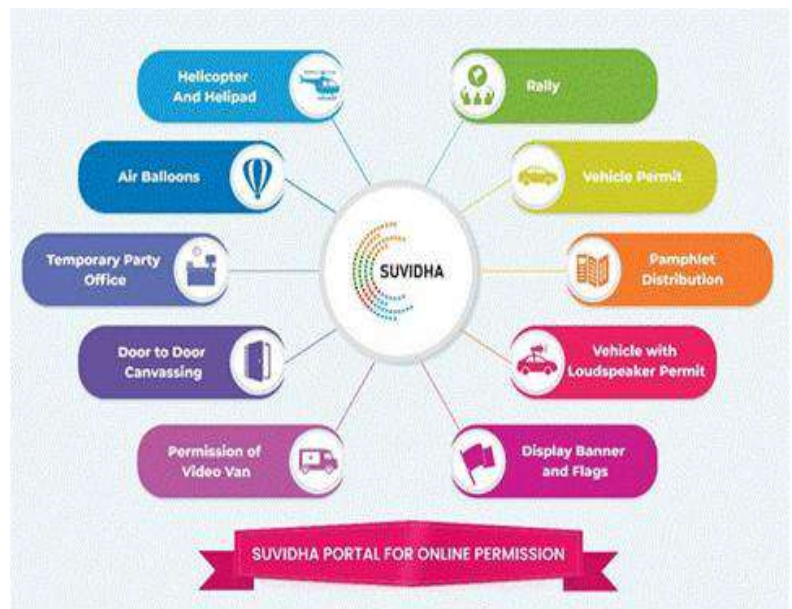 Helicopter
And Helipad
Rally
Air Balloons
Vehicle Permit
Temporary Party
Office
SUVIDHA
Pamphlet
Distribution
Door to Door
Canvassing
Vehicle with
Loudspeaker Permit
Permission of
Video Van
Display Banner
and Flags
SUVIDHA PORTAL FOR ONLINE PERMISSION